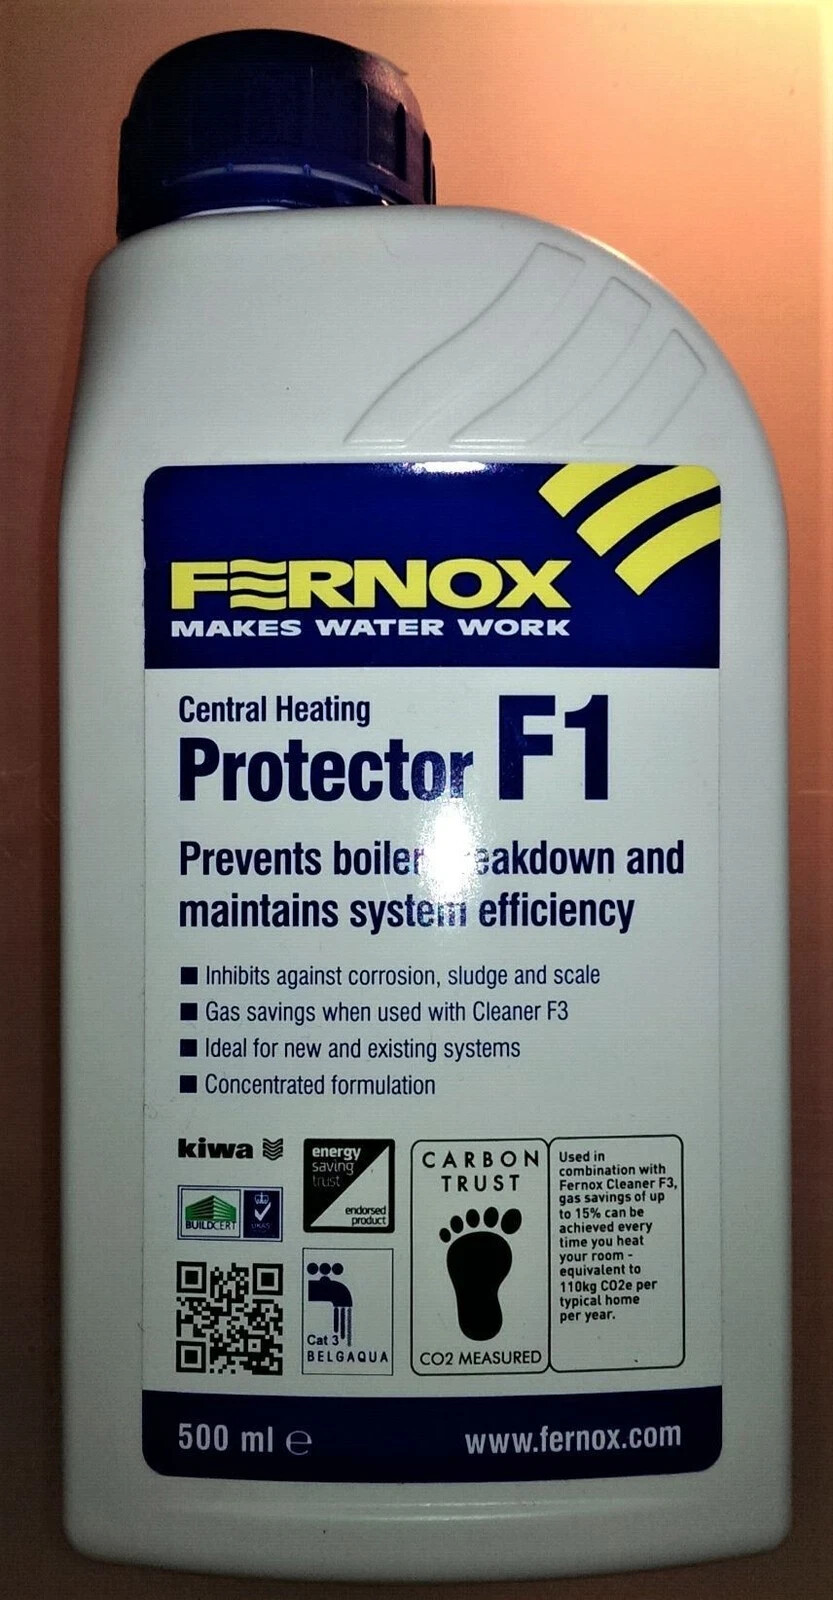 FERNOX
MAKES WATER WORK
Central Heating
Protector F1
Prevents boiler and
maintains system efficiency
Inhibits against corrosion, sludge and scale
Gas savings when used with Cleaner F3
Ideal for new and existing systems
Concentrated formulation
kiwa
BUILDCERT
UKAS
energy
saving
trust
endorsed
product
Cat 3
BELGAQUA
CARBON
TRUST
CO2 MEASURED
Used in
combination with
Fernox Cleaner F3,
gas savings of up
to 15% can be
achieved every
time you heat
your room -
equivalent to
110kg CO2e per
typical home
per year.
500 ml ℮
www.fernox.com